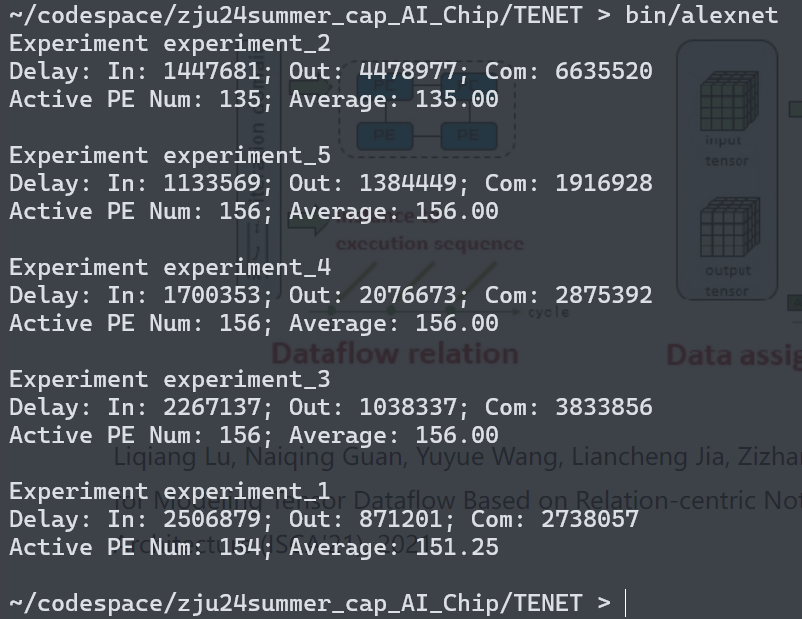 ~/codespace/zju24summer_cap_AI_Chip/TENET > bin/alexnet
Experiment experiment_2
Delay: In: 1447681; Out: 4478977; Com: 6635520
Active PE Num: 135; Average: 135.00
Experiment experiment_5
Delay: In: 1133569; Out: 1384449; Com: 1916928
Active PE Num: 156; Average: 156.00
Experiment experiment_4
Delay: In: 1700353; Out: 2076673; Com: 2875392
Active PE Num: 156; Average: 156.00
Experiment experiment_3
Delay: In: 2267137; Out: 1038337; Com: 3833856
Active PE Num: 156; Average: 156.00
Experiment experiment_1
Delay: In: 2506879; Out: 871201; Com: 2738057
Active PE Num: 154; Average: 151.25
~/codespace/zju24summer_cap_AI_Chip/TENET >
PE PE
input
tensor
execution sequence
output
tensor
cycle
Dataflow relation
Data assig
Liqiang Lu, Naiqing Guan, Yuyue Wang, Liancheng Jia, Zizhan
for Modeling Tensor Dataflow Based on Relation-centric Not